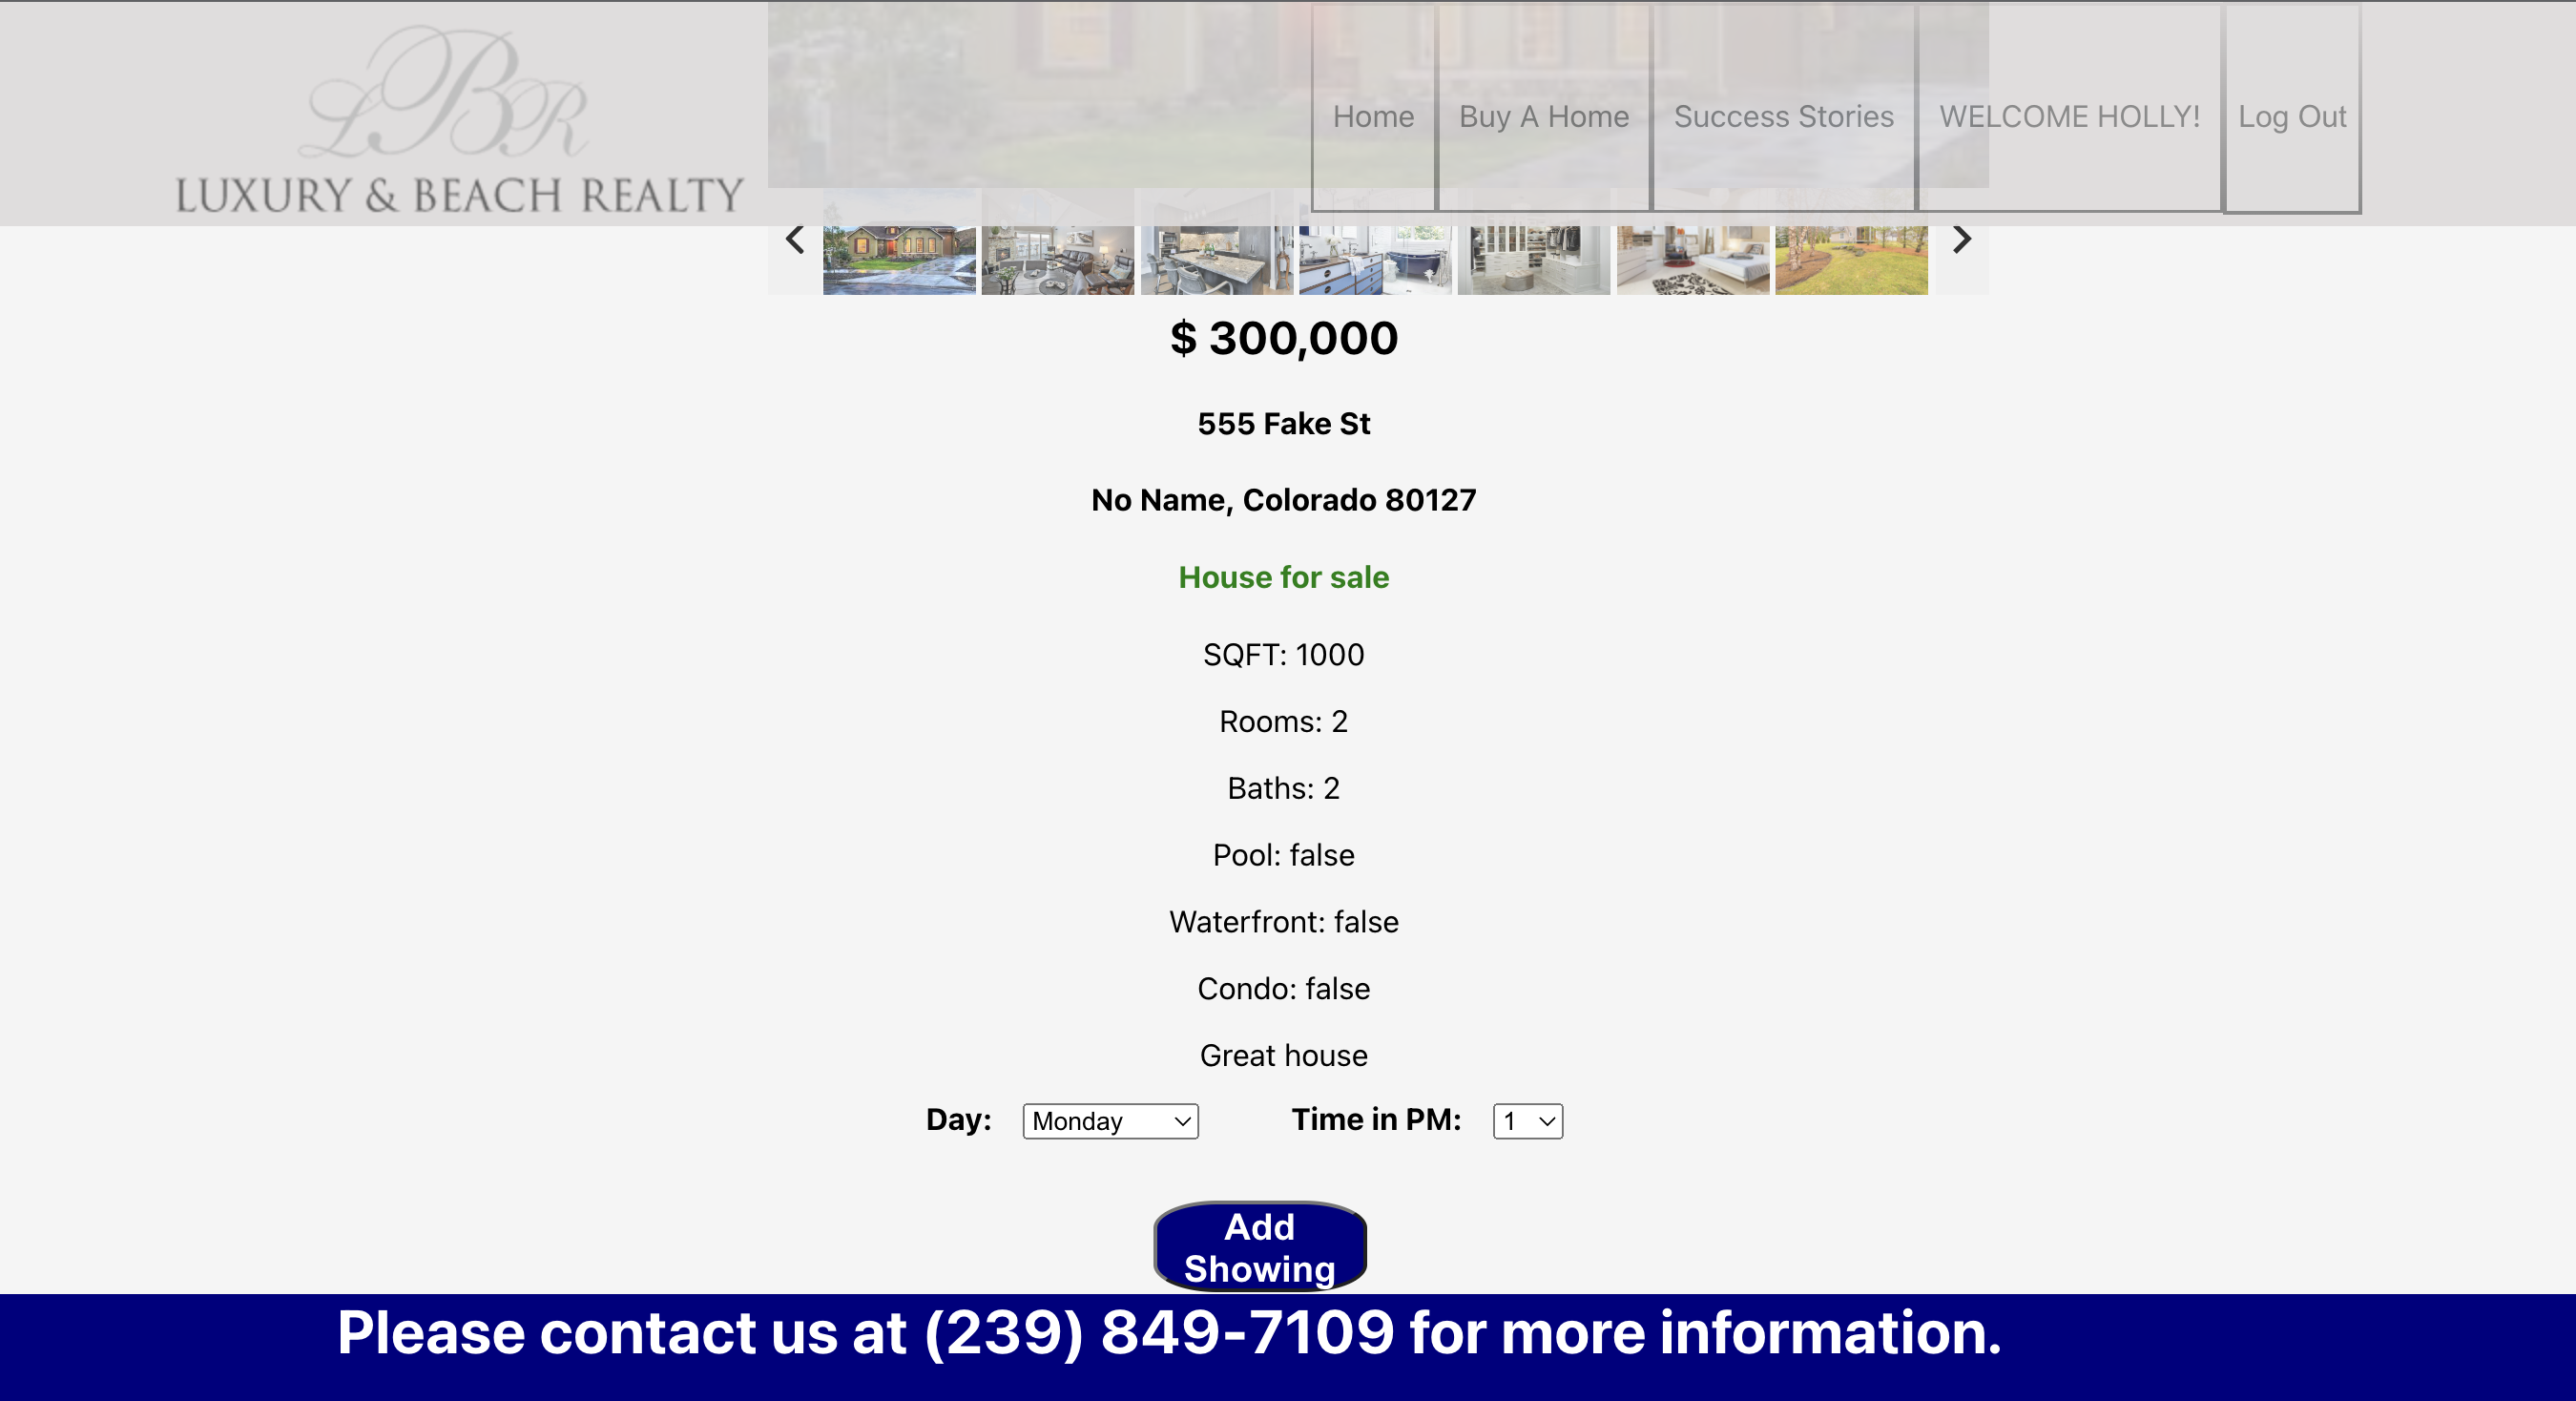 LBR
LUXURY & BEACH REALTY
Home
Buy A Home
Success Stories
WELCOME HOLLY!
Log Out
$ 300,000
555 Fake St
No Name, Colorado 80127
House for sale
SQFT: 1000
Rooms: 2
Baths: 2
Pool: false
Waterfront: false
Condo: false
Great house
Day: Monday Time in PM: 1
Add
Showing
Please contact us at (239) 849-7109 for more information.